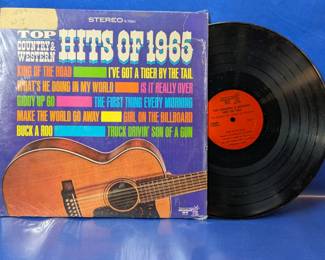 STEREO
TOP
COUNTRY &
WESTERN
HITS OF 1965
KING OF THE ROAD I'VE GOT A TIGER BY THE TAIL
WHAT'S HE DOING IN MY WORLD IS IT REALLY OVER
GIDDY UP GO THE FIRST THING EVERY MORNING
MAKE THE WORLD GO AWAY GIRL ON THE BILLBOARD
BUCK A ROO TRUCK DRIVIN' SON OF A GUN